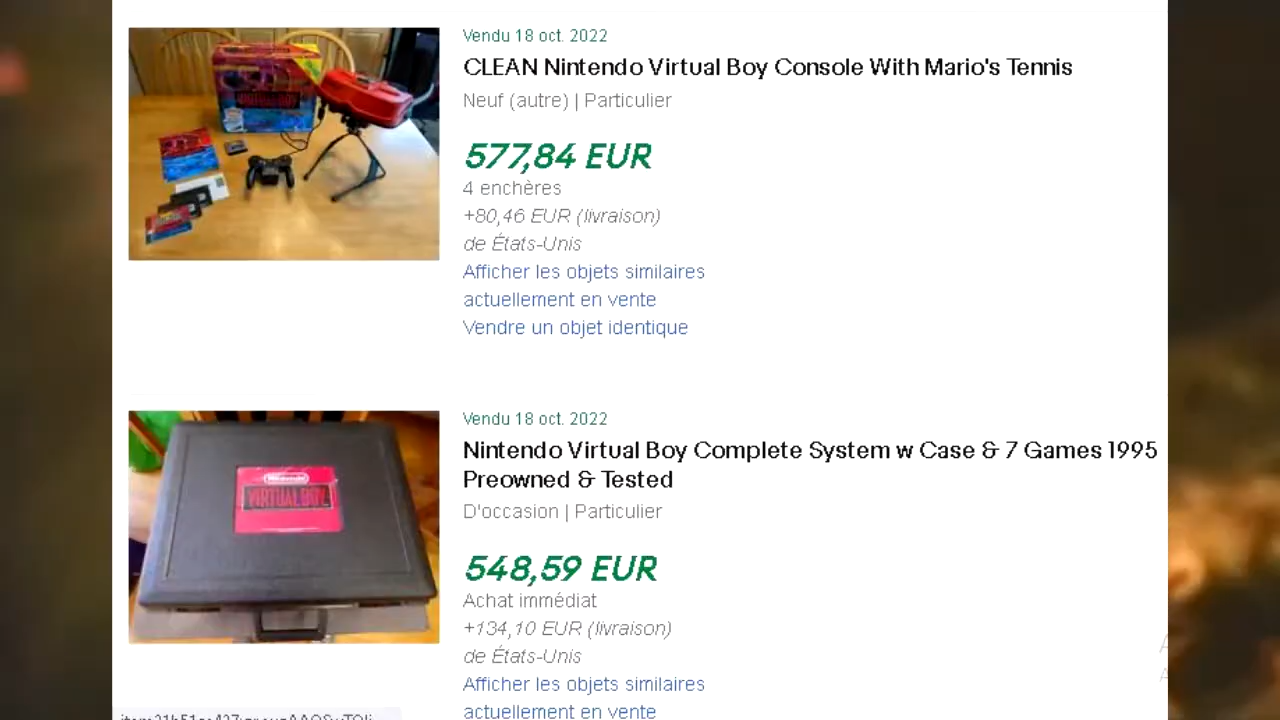 Vendu 18 oct. 2022
CLEAN Nintendo Virtual Boy Console With Mario's Tennis
Neuf (autre) | Particulier
577,84 EUR
4 enchères
+80,46 EUR (livraison)
de États-Unis
Afficher les objets similaires
actuellement en vente
Vendre un objet identique
Vendu 18 oct. 2022
Nintendo Virtual Boy Complete System w Case & 7 Games 1995
Preowned & Tested
D'occasion | Particulier
Nintendo
VIRTUAL BOY
548,59 EUR
Achat immédiat
+134,10 EUR (livraison)
de États-Unis
Afficher les objets similaires
actuellement en vente